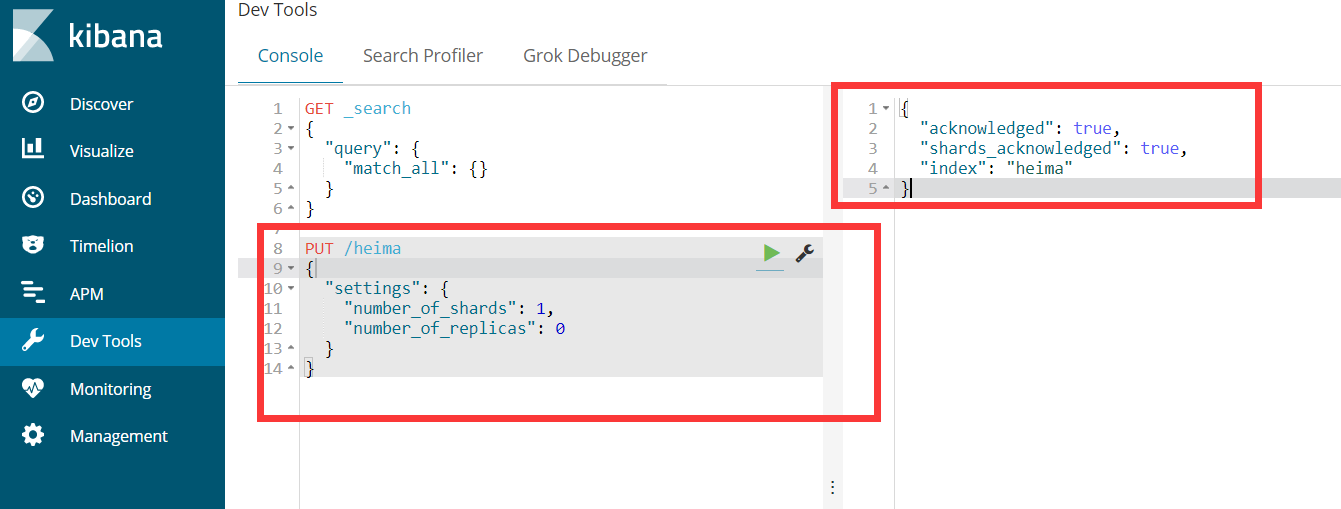 kibana
Discover
Visualize
Dashboard
Timelion
APM
Dev Tools
Monitoring
Management
Dev Tools
Console Search Profiler Grok Debugger
1 GET _search
2 {
3 "query": {
4 "match_all": {}
5 }
6 }
7
8 PUT /heima
9 {
10 "settings": {
11 "number_of_shards": 1,
12 "number_of_replicas": 0
13 }
14 }
1 {
2 "acknowledged": true,
3 "shards_acknowledged": true,
4 "index": "heima"
5 }